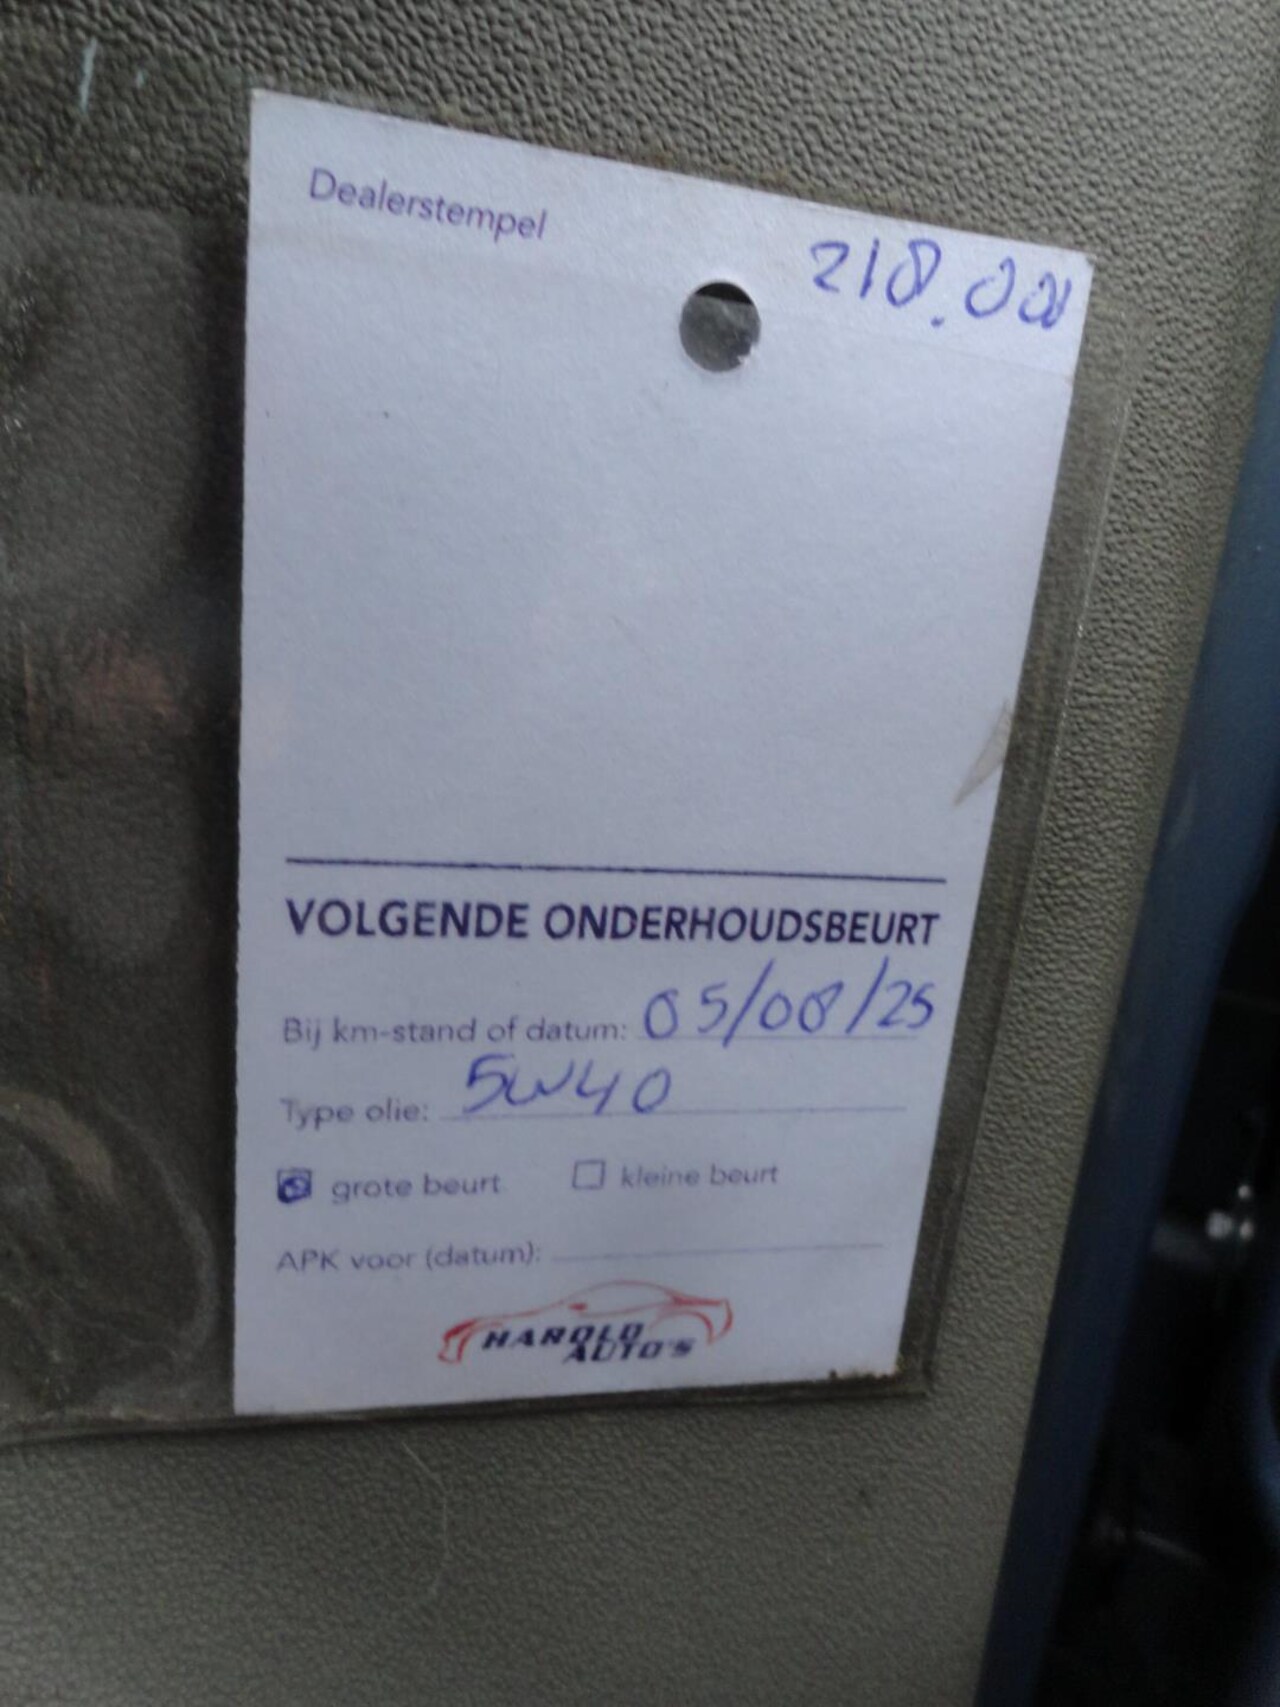 Dealerstempel
218.000
VOLGENDE ONDERHOUDSBEURT
Bij km-stand of datum: 05/08/25
Type olie: 5W40
grote beurt kleine beurt
APK voor (datum):
HAROLD
AUTO'S